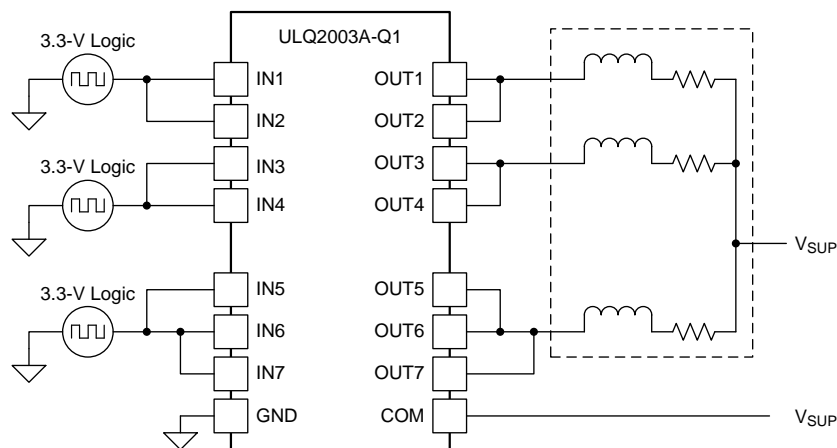 ULQ2003A-Q1
3.3-V Logic
IN1
OUT1
IN2
OUT2
3.3-V Logic
IN3
OUT3
IN4
OUT4
VSUP
3.3-V Logic
IN5
OUT5
IN6
OUT6
IN7
OUT7
GND
COM
VSUP